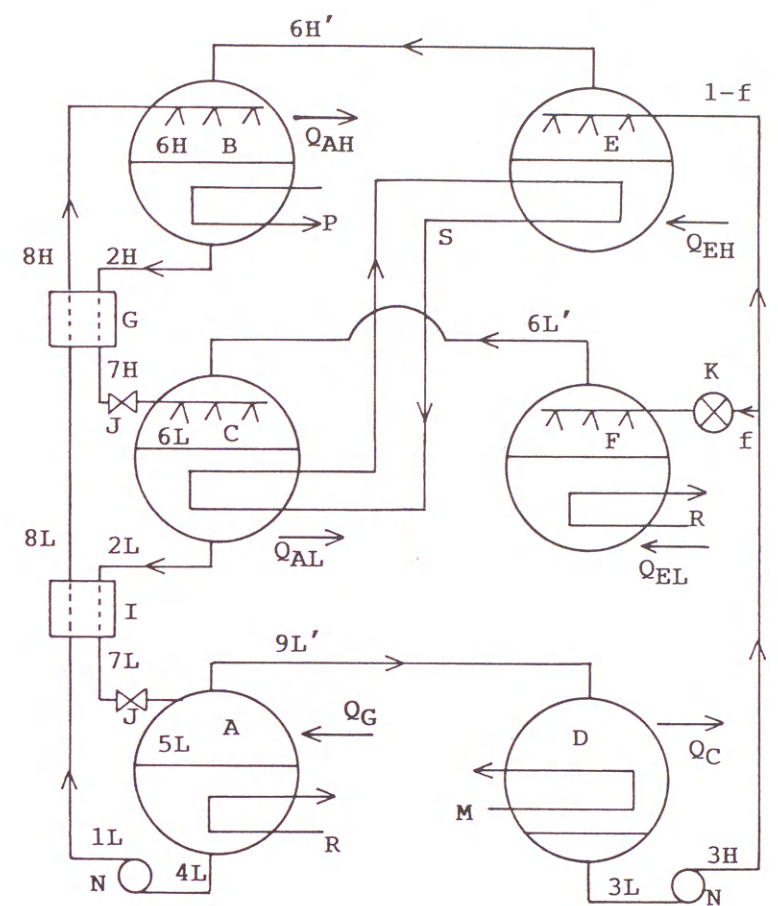 6H′
1-f
6H B
Q_AH
E
P
S
Q_EH
8H
2H
G
7H
6L′
K
J
6L C
F
f
R
8L
2L
Q_AL
Q_EL
I
7L
9L′
J
A
Q_G
D
Q_C
5L
M
R
1L
N
4L
3L
3H
N